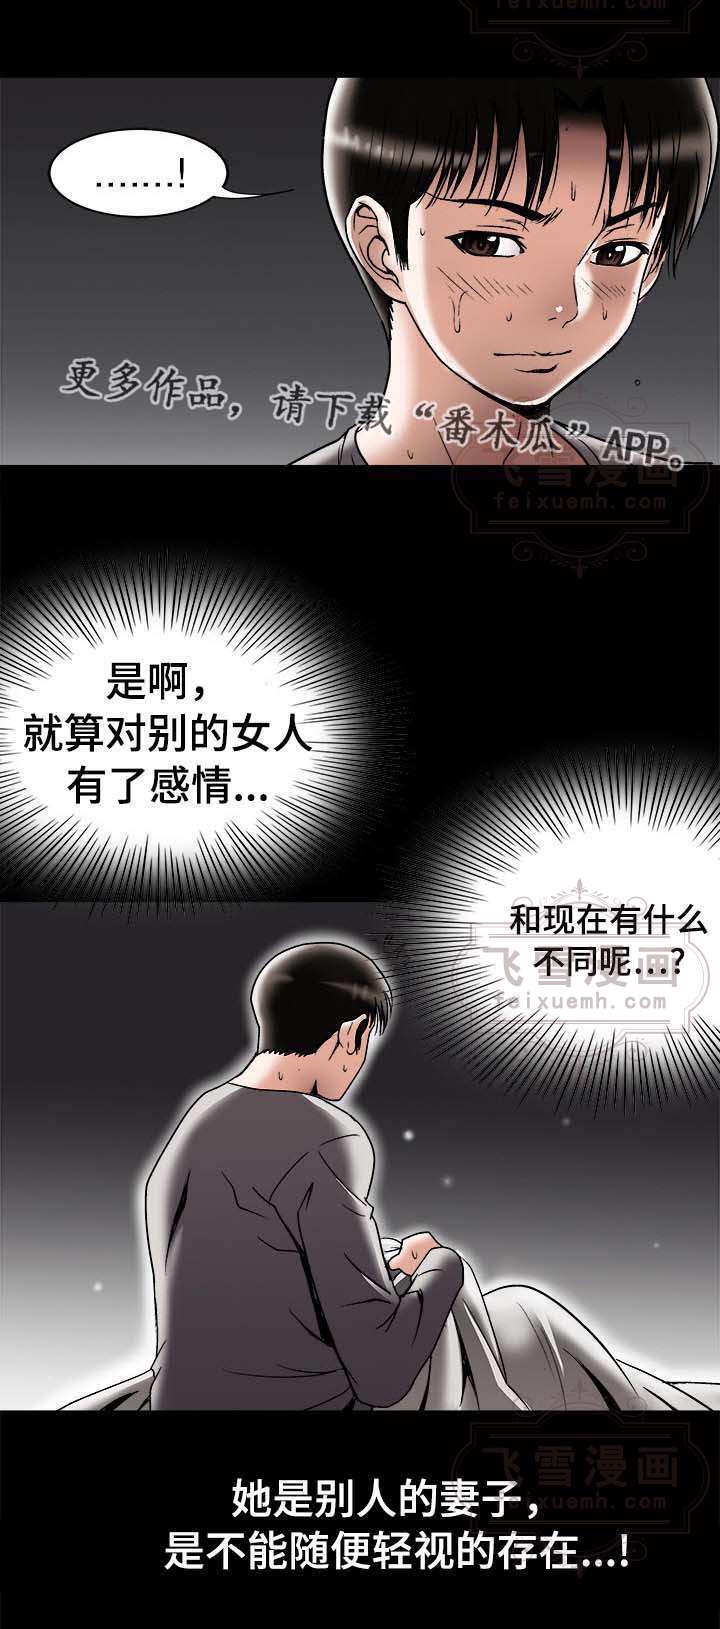 feixuemh.com
.......!
更多作品，请下载“番木瓜”APP。
飞雪漫画
feixuemh.com
是啊，
就算对别的女人
有了感情...
和现在有什么
不同呢...?
飞雪漫画
feixuemh.com
飞雪漫画
feixuemh.com
她是别人的妻子，
是不能随便轻视的存在...!